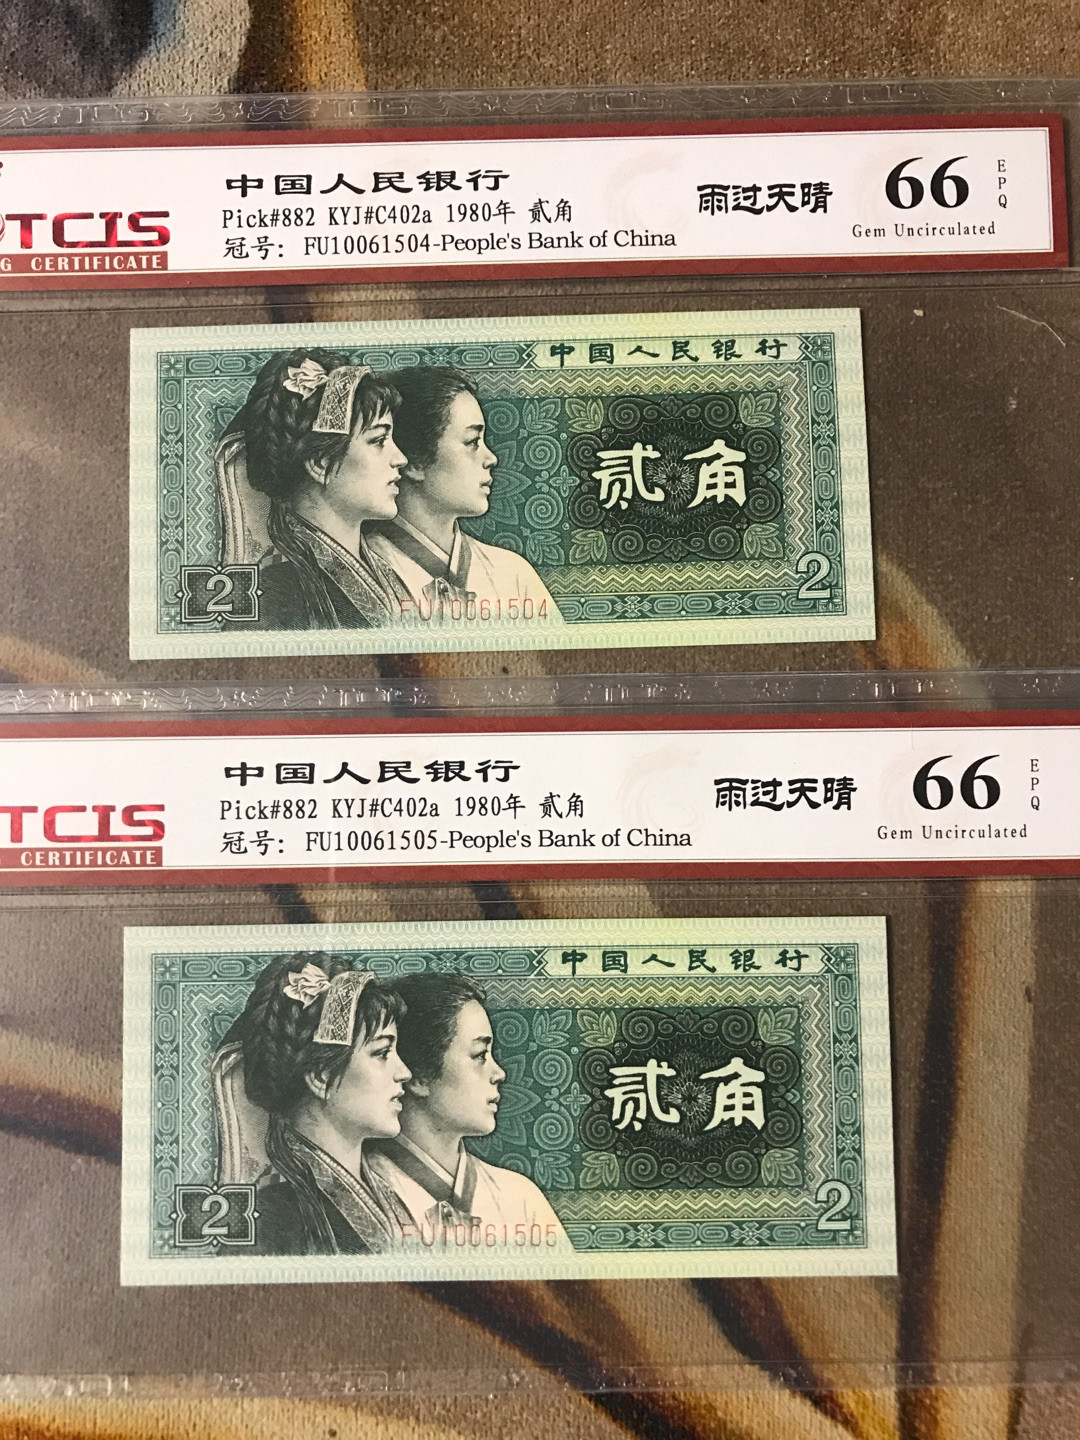 中国人民银行
Pick#882 KYJ#C402a 1980年 贰角
冠号: FU10061504-People's Bank of China
雨过天晴
66
EPQ
Gem Uncirculated
TCIS
G CERTIFICATE
中国人民银行
贰角
2
2
FU10061504
中国人民银行
Pick#882 KYJ#C402a 1980年 贰角
冠号: FU10061505-People's Bank of China
雨过天晴
66
EPQ
Gem Uncirculated
TCIS
CERTIFICATE
中国人民银行
贰角
2
2
FU10061505